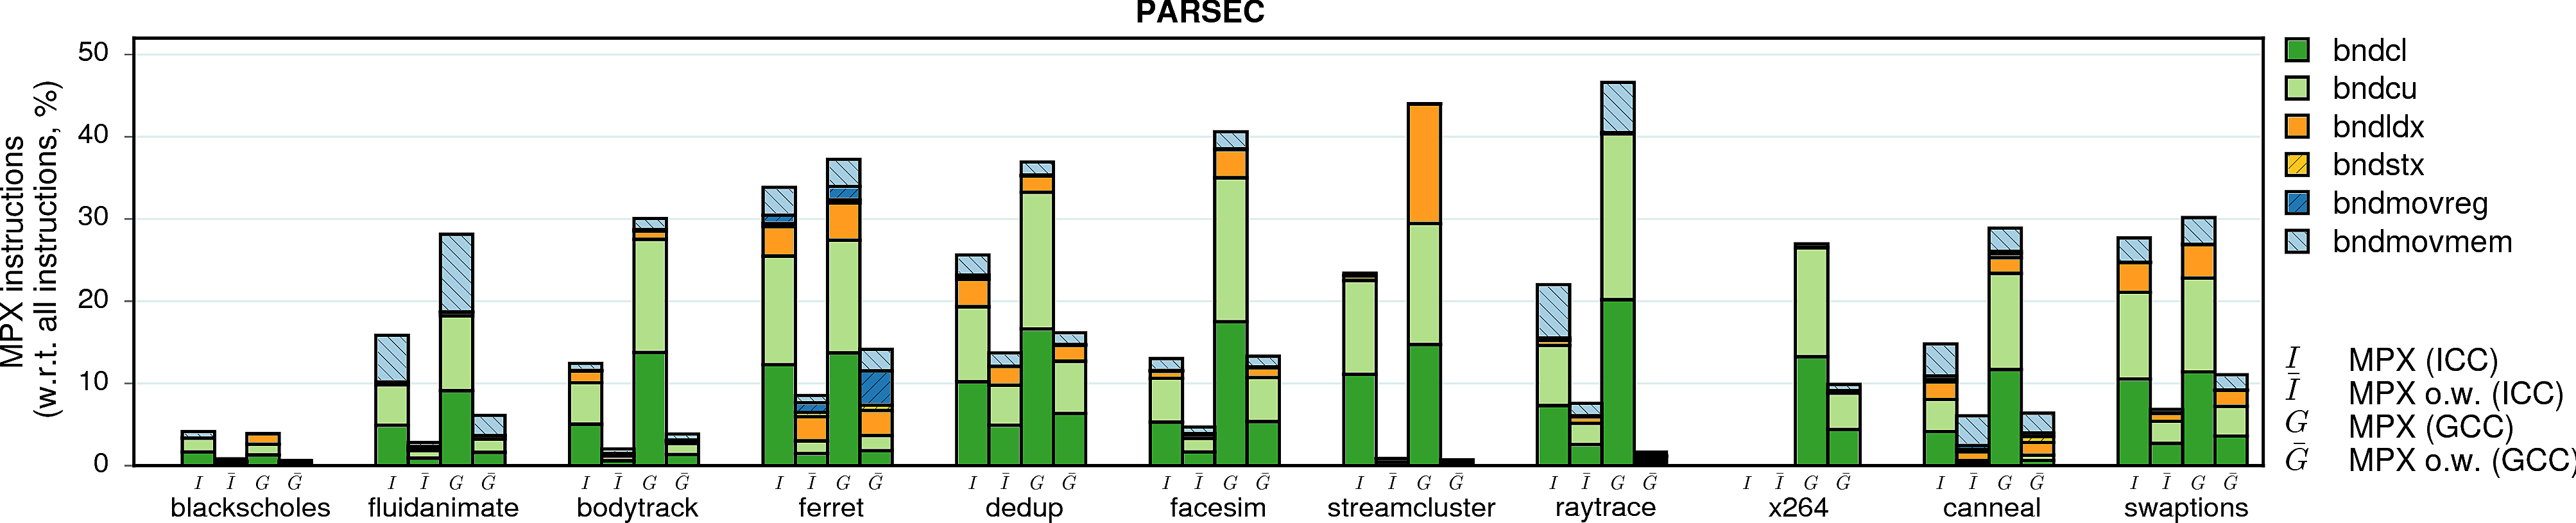 PARSEC
MPX instructions
(w.r.t. all instructions, %)
50
40
30
20
10
0
I Ī G Ḡ I Ī G Ḡ I Ī G Ḡ I Ī G Ḡ I Ī G Ḡ I Ī G Ḡ I Ī G Ḡ I Ī G Ḡ I Ī G Ḡ I Ī G Ḡ I Ī G Ḡ
blackscholes fluidanimate bodytrack ferret dedup facesim streamcluster raytrace x264 canneal swaptions
bndcl
bndcu
bndldx
bndstx
bndmovreg
bndmovmem
I MPX (ICC)
Ī MPX o.w. (ICC)
G MPX (GCC)
Ḡ MPX o.w. (GCC)